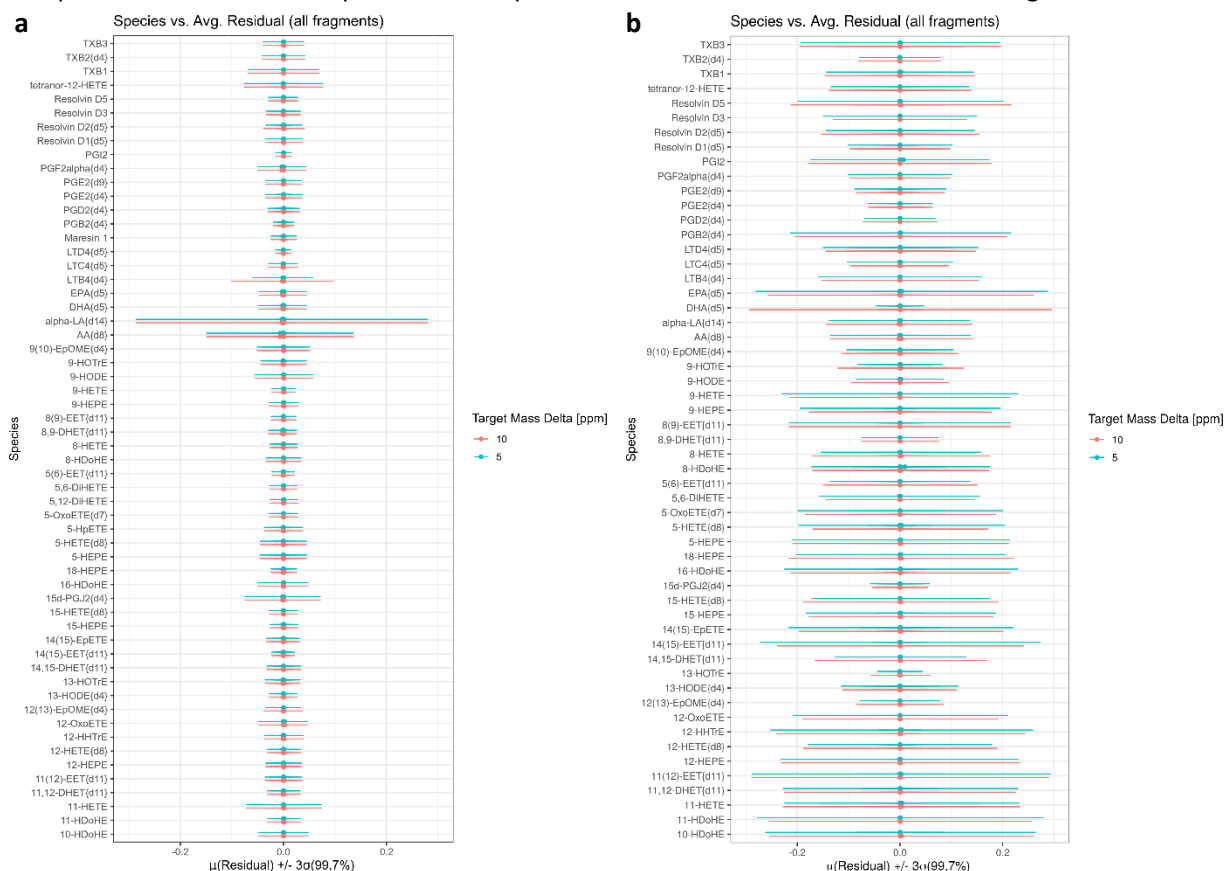 a
Species vs. Avg. Residual (all fragments)
TXB3
TXB2{d4}
TXB1
tetranor-12-HETE
Resolvin D5
Resolvin D3
Resolvin D2{d5}
Resolvin D1{d5}
PGI2
PGF2alpha{d4}
PGE2{d9}
PGE2{d4}
PGD2{d4}
PGB2{d4}
Maresin 1
LTD4{d5}
LTC4{d5}
LTB4{d4}
EPA{d5}
DHA{d5}
alpha-LA{d14}
AA{d8}
9(10)-EpOME{d4}
9-HOTrE
9-HODE
9-HETE
9-HEPE
8(9)-EET{d11}
8,9-DHET{d11}
8-HETE
8-HDoHE
5(6)-EET{d11}
5,6-DiHETE
5,12-DiHETE
5-OxoETE{d7}
5-HpETE
5-HETE{d8}
5-HEPE
18-HEPE
16-HDoHE
15d-PGJ2{d4}
15-HETE{d8}
15-HEPE
14(15)-EpETE
14(15)-EET{d11}
14,15-DHET{d11}
13-HOTrE
13-HODE{d4}
12(13)-EpOME{d4}
12-OxoETE
12-HHTrE
12-HETE{d8}
12-HEPE
11(12)-EET{d11}
11,12-DHET{d11}
11-HETE
11-HDoHE
10-HDoHE
Species
-0.2
0.0
0.2
μ(Residual) +/- 3σ(99,7%)
Target Mass Delta [ppm]
10
5
b
Species vs. Avg. Residual (all fragments)
TXB3
TXB2{d4}
TXB1
tetranor-12-HETE
Resolvin D5
Resolvin D3
Resolvin D2{d5}
Resolvin D1{d5}
PGI2
PGF2alpha{d4}
PGE2{d9}
PGE2{d4}
PGD2{d4}
PGB2{d4}
LTD4{d5}
LTC4{d5}
LTB4{d4}
EPA{d5}
DHA{d5}
alpha-LA{d14}
AA{d8}
9(10)-EpOME{d4}
9-HOTrE
9-HODE
9-HETE
9-HEPE
8(9)-EET{d11}
8,9-DHET{d11}
8-HETE
8-HDoHE
5(6)-EET{d11}
5,6-DiHETE
5-OxoETE{d7}
5-HETE{d8}
5-HEPE
18-HEPE
16-HDoHE
15d-PGJ2{d4}
15-HETE{d8}
15-HEPE
14(15)-EpETE
14(15)-EET{d11}
14,15-DHET{d11}
13-HOTrE
13-HODE{d4}
12(13)-EpOME{d4}
12-OxoETE
12-HHTrE
12-HETE{d8}
12-HEPE
11(12)-EET{d11}
11,12-DHET{d11}
11-HETE
11-HDoHE
10-HDoHE
Species
-0.2
0.0
0.2
μ(Residual) +/- 3σ(99,7%)
Target Mass Delta [ppm]
10
5